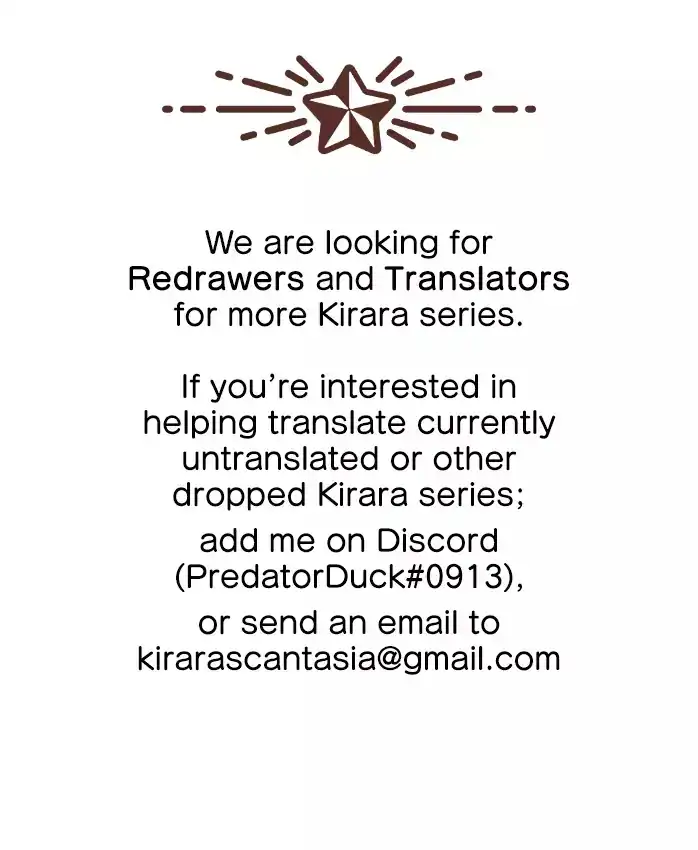 We are looking for
Redrawers and Translators
for more Kirara series.
If you’re interested in
helping translate currently
untranslated or other
dropped Kirara series;
add me on Discord
(PredatorDuck#0913),
or send an email to
kirarascantasia@gmail.com